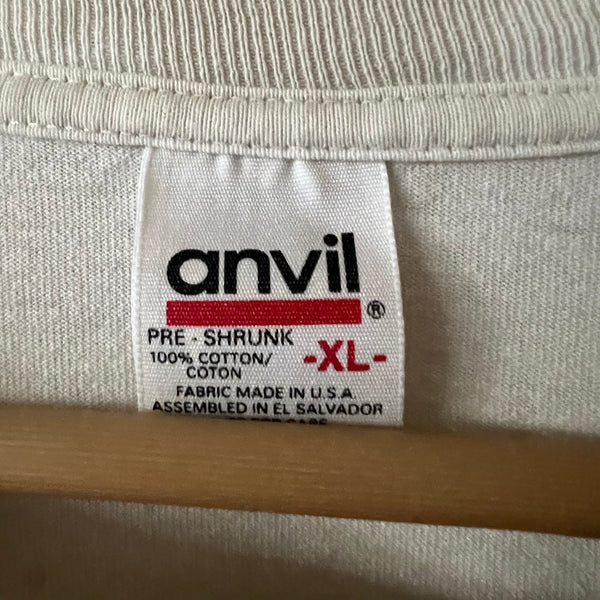 anvil
®
PRE - SHRUNK
100% COTTON/
COTON
-XL-
FABRIC MADE IN U.S.A
ASSEMBLED IN EL SALVADOR